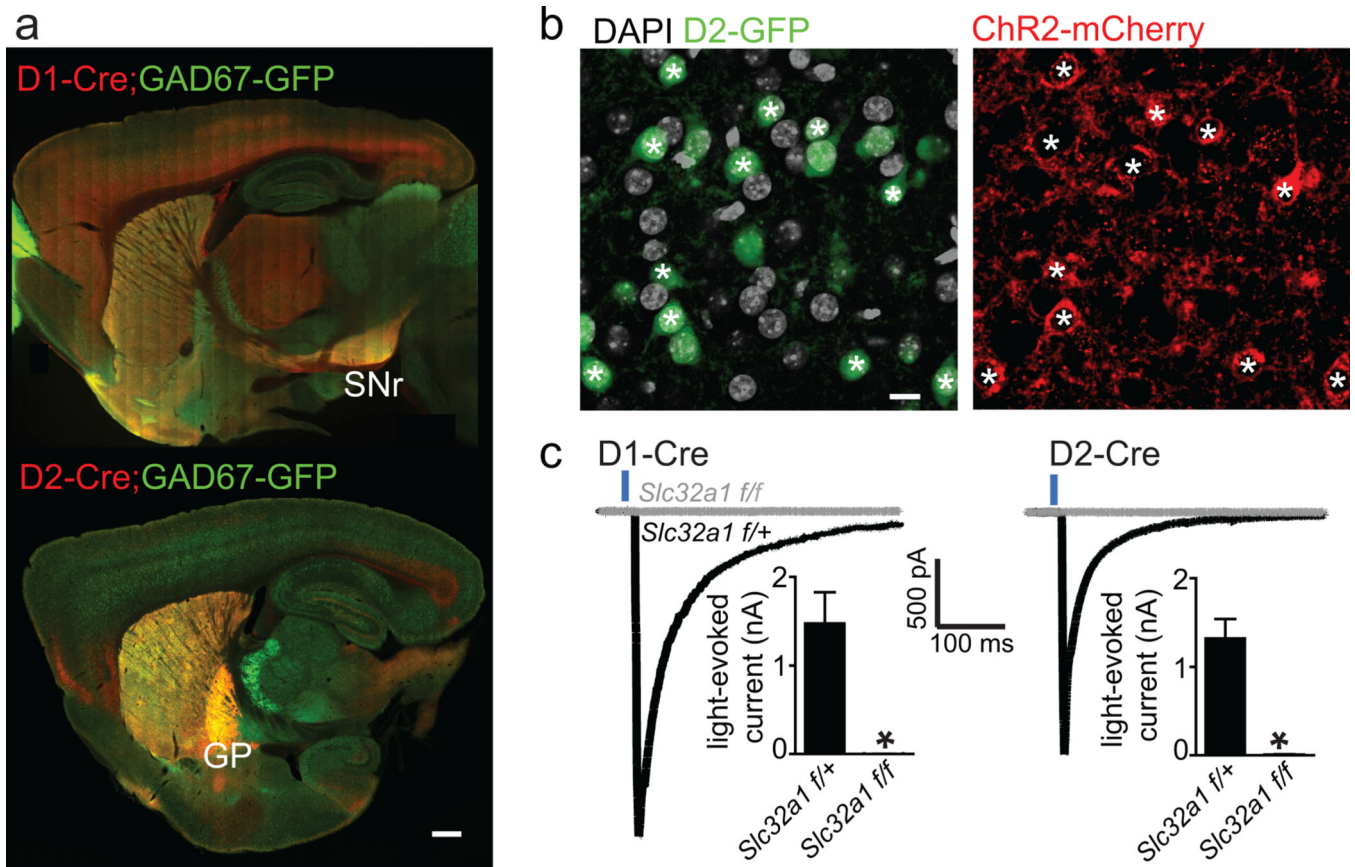 a
D1-Cre;GAD67-GFP
SNr
D2-Cre;GAD67-GFP
GP
b
DAPI D2-GFP
ChR2-mCherry
* * * * * * * * * * * *
* * * * * * * * * * *
c
D1-Cre
Slc32a1 f/f
Slc32a1 f/+
light-evoked
current (nA)
2
1
0
*
Slc32a1 f/+
Slc32a1 f/f
500 pA
100 ms
D2-Cre
light-evoked
current (nA)
2
1
0
*
Slc32a1 f/+
Slc32a1 f/f